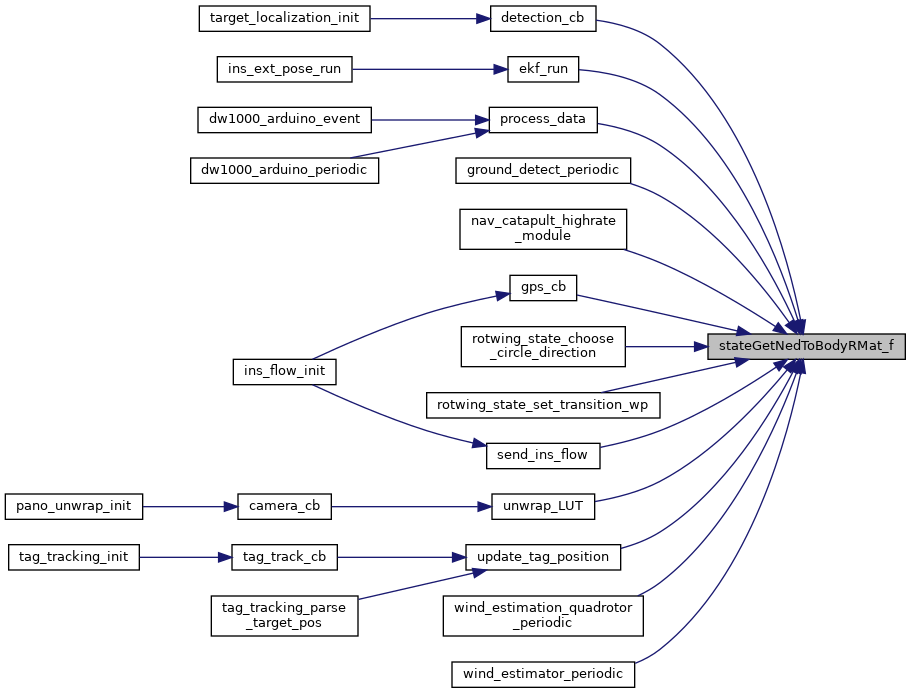 target_localization_init
detection_cb
ins_ext_pose_run
ekf_run
dw1000_arduino_event
process_data
dw1000_arduino_periodic
ground_detect_periodic
nav_catapult_highrate
_module
gps_cb
rotwing_state_choose
_circle_direction
stateGetNedToBodyRMat_f
ins_flow_init
rotwing_state_set_transition_wp
send_ins_flow
pano_unwrap_init
camera_cb
unwrap_LUT
tag_tracking_init
tag_track_cb
update_tag_position
tag_tracking_parse
_target_pos
wind_estimation_quadrotor
_periodic
wind_estimator_periodic